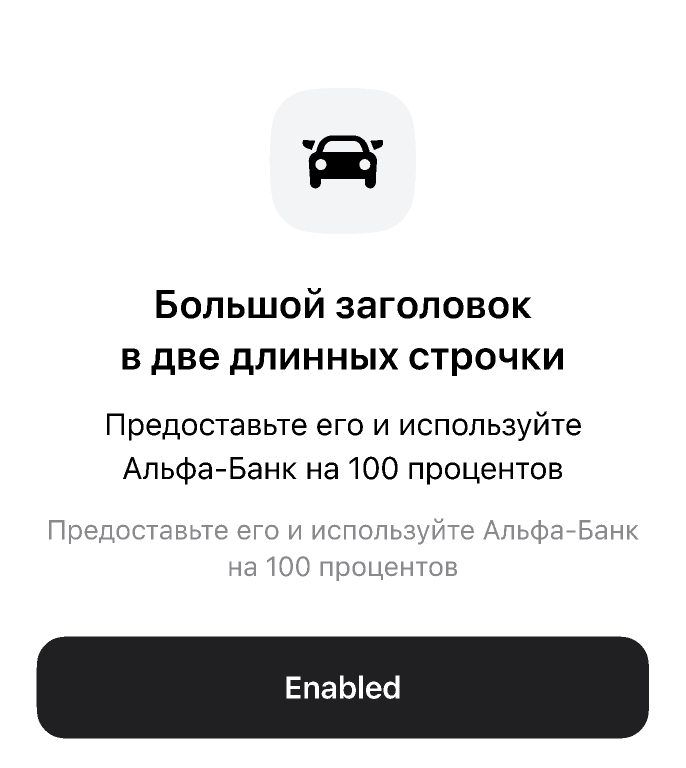 Большой заголовок
в две длинных строчки
Предоставьте его и используйте
Альфа-Банк на 100 процентов
Предоставьте его и используйте Альфа-Банк
на 100 процентов
Enabled